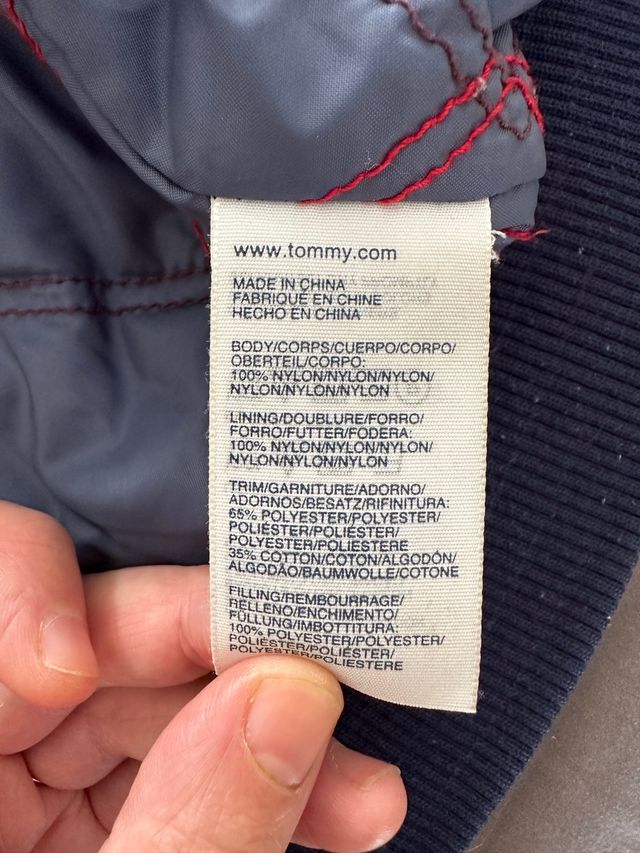 www.tommy.com
MADE IN CHINA
FABRIQUÉ EN CHINE
HECHO EN CHINA
BODY/CORPS/CUERPO/CORPO/
OBERTEIL/CORPO:
100% NYLON/NYLON/NYLON/
NYLON/NYLON/NYLON
LINING/DOUBLURE/FORRO/
FORRO/FUTTER/FODERA:
100% NYLON/NYLON/NYLON/
NYLON/NYLON/NYLON
TRIM/GARNITURE/ADORNO/
ADORNOS/BESATZ/RIFINITURA:
65% POLYESTER/POLYESTER/
POLIÉSTER/POLIÉSTER/
POLYESTER/POLIESTERE
35% COTTON/COTON/ALGODÓN/
ALGODÃO/BAUMWOLLE/COTONE
FILLING/REMBOURRAGE/
RELLENO/ENCHIMENTO/
FÜLLUNG/IMBOTTITURA:
100% POLYESTER/POLYESTER/
POLIÉSTER/POLIÉSTER/
POLYESTER/POLIESTERE